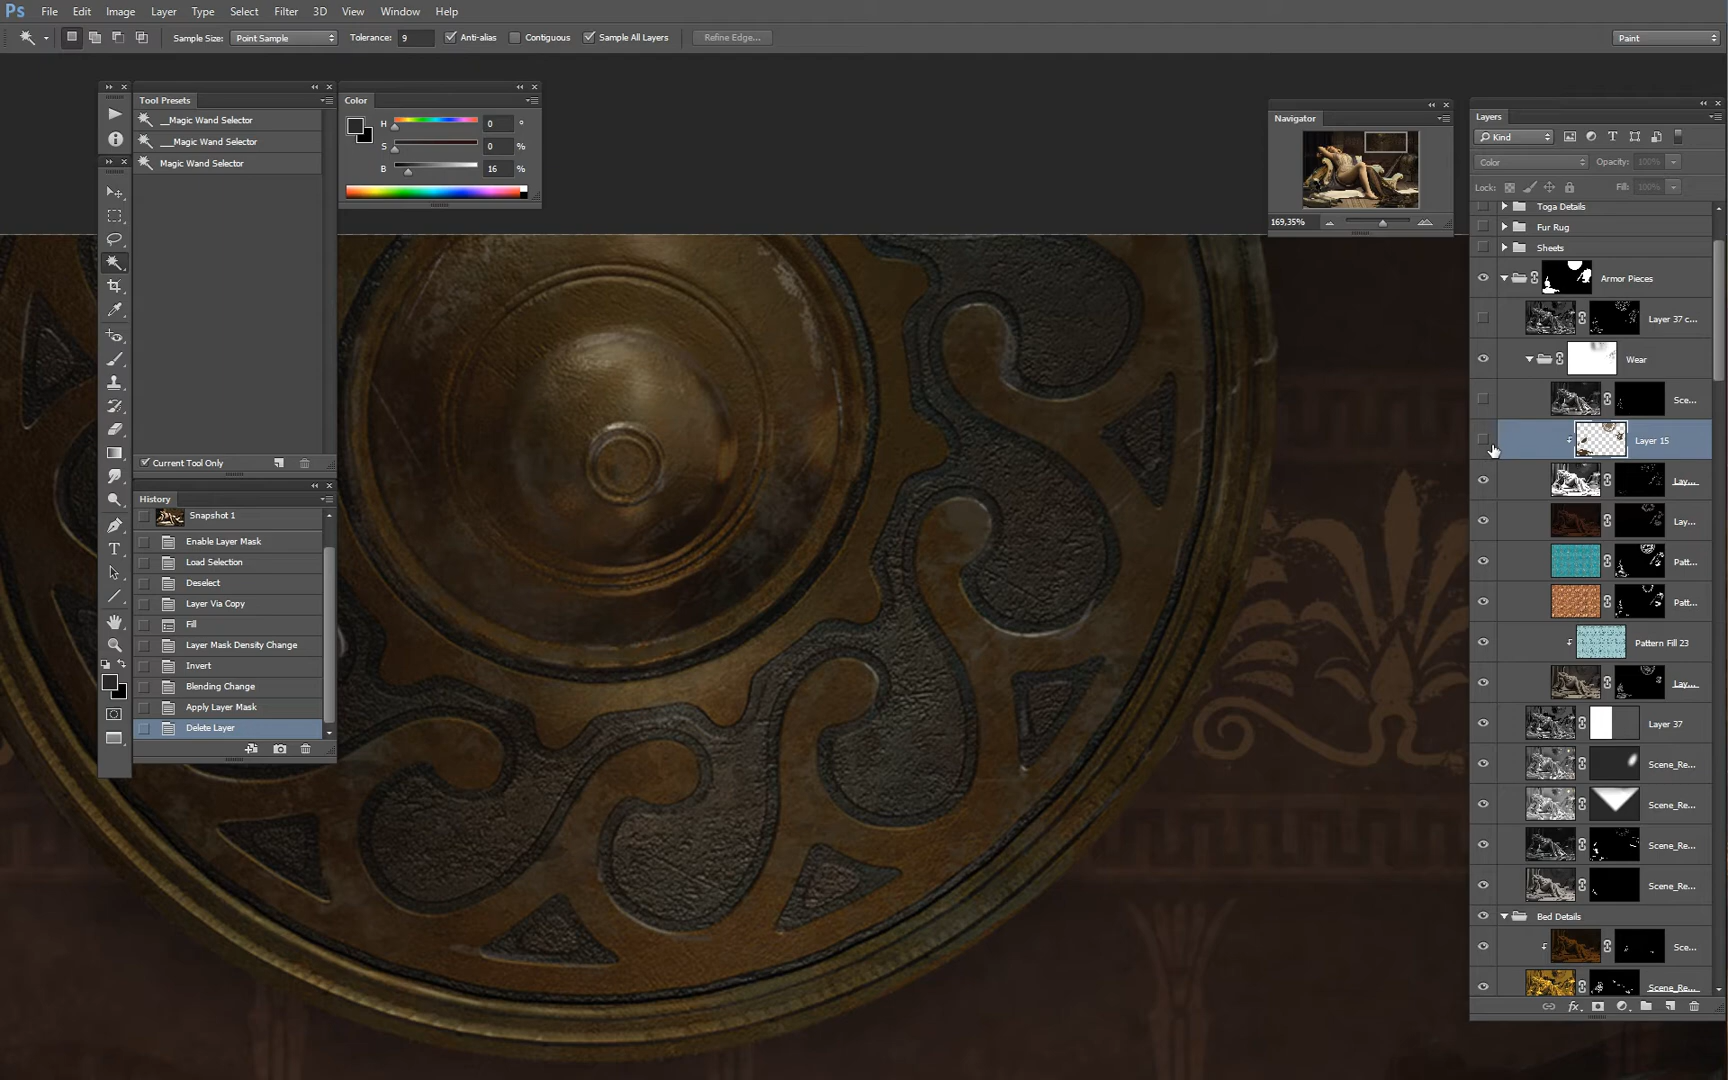 Ps File Edit Image Layer Type Select Filter 3D View Window Help
Sample Size: Point Sample Tolerance: 9 Anti-alias Contiguous Sample All Layers Refine Edge... Paint
Tool Presets
__Magic Wand Selector
___Magic Wand Selector
Magic Wand Selector
Current Tool Only
Color
H 0 °
S 0 %
B 16 %
History
Snapshot 1
Enable Layer Mask
Load Selection
Deselect
Layer Via Copy
Fill
Layer Mask Density Change
Invert
Blending Change
Apply Layer Mask
Delete Layer
Navigator
169,35%
Layers
Kind
Color Opacity: 100%
Lock: Fill: 100%
Toga Details
Fur Rug
Sheets
Armor Pieces
Layer 37 c...
Wear
Sce...
Layer 15
Lay...
Lay...
Patt...
Patt...
Pattern Fill 23
Lay...
Layer 37
Scene_Re...
Scene_Re...
Scene_Re...
Scene_Re...
Bed Details
Sce...
Scene_Re...